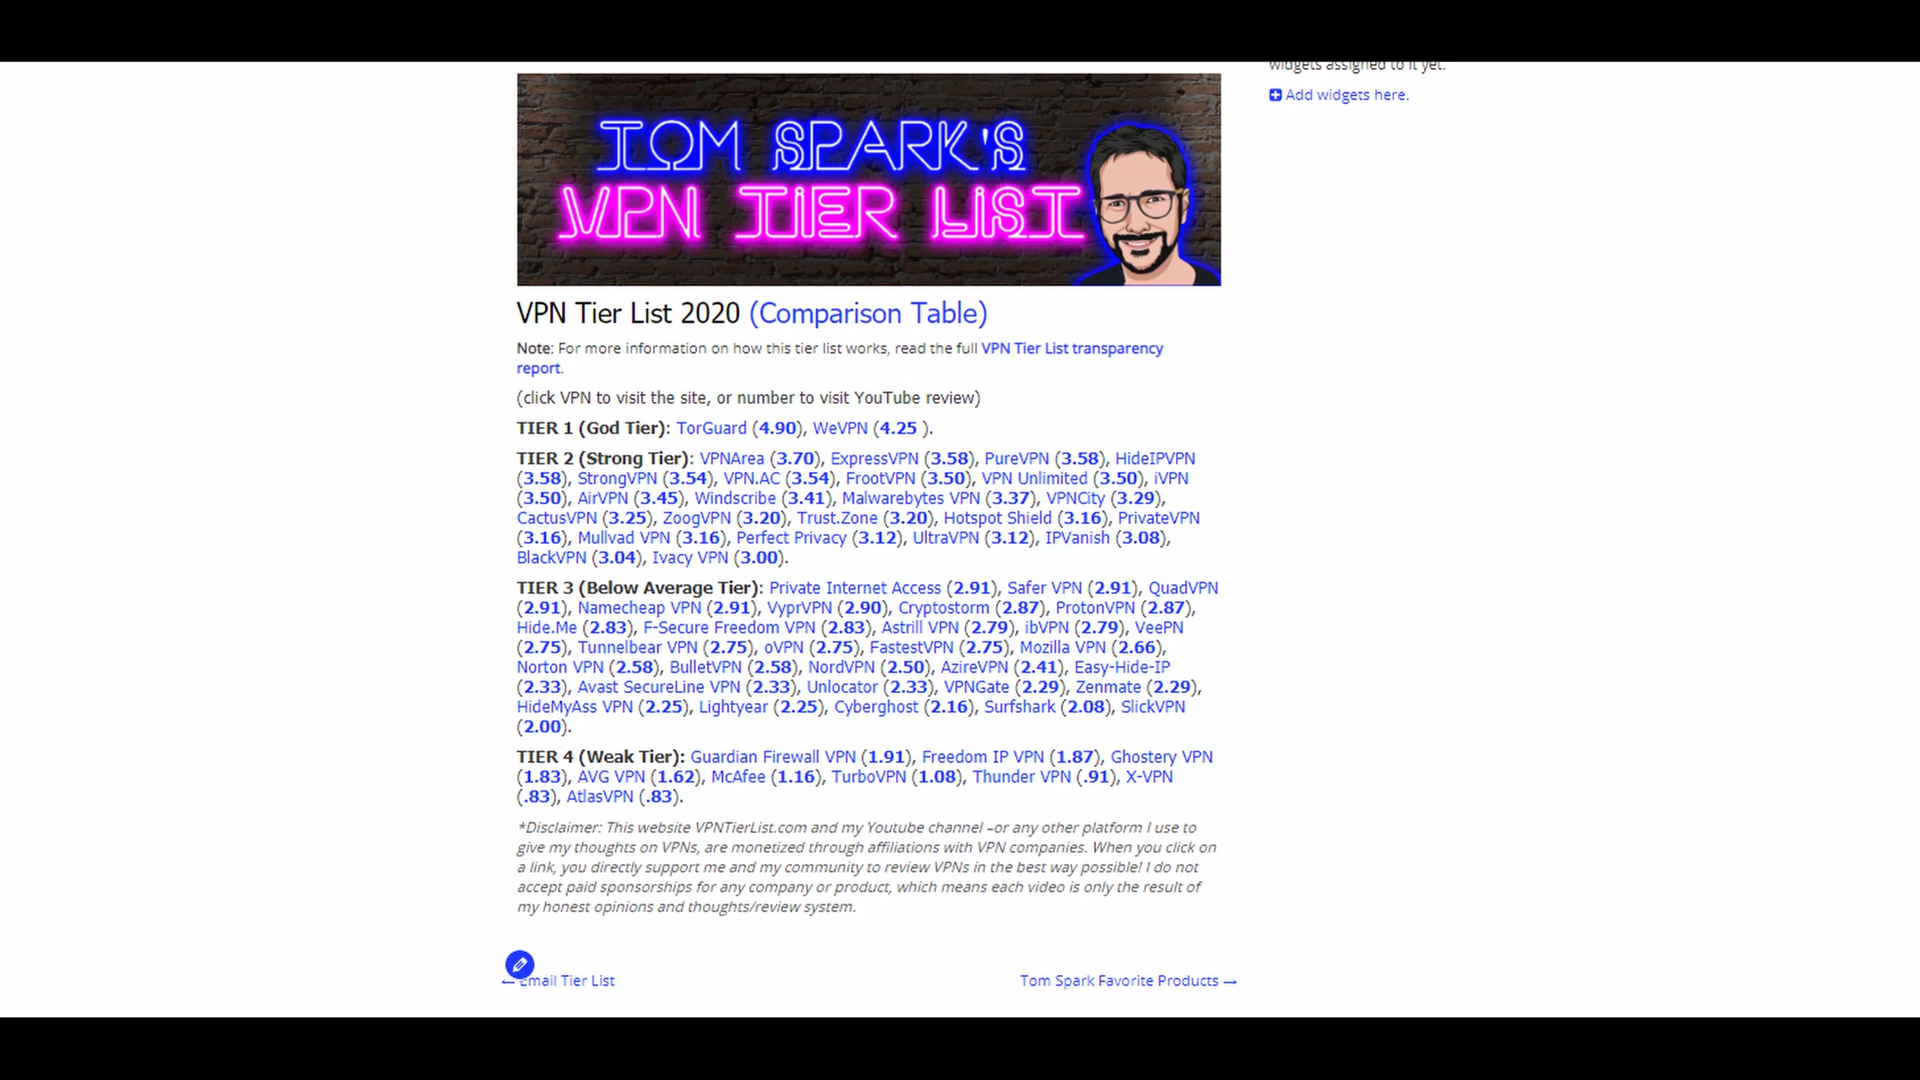 widgets assigned to it yet.
Add widgets here.
TOM SPARK'S
VPN TIER LIST
VPN Tier List 2020 (Comparison Table)
Note: For more information on how this tier list works, read the full VPN Tier List transparency
report.
(click VPN to visit the site, or number to visit YouTube review)
TIER 1 (God Tier): TorGuard (4.90), WeVPN (4.25 ).
TIER 2 (Strong Tier): VPNArea (3.70), ExpressVPN (3.58), PureVPN (3.58), HideIPVPN
(3.58), StrongVPN (3.54), VPN.AC (3.54), FrootVPN (3.50), VPN Unlimited (3.50), iVPN
(3.50), AirVPN (3.45), Windscribe (3.41), Malwarebytes VPN (3.37), VPNCity (3.29),
CactusVPN (3.25), ZoogVPN (3.20), Trust.Zone (3.20), Hotspot Shield (3.16), PrivateVPN
(3.16), Mullvad VPN (3.16), Perfect Privacy (3.12), UltraVPN (3.12), IPVanish (3.08),
BlackVPN (3.04), Ivacy VPN (3.00).
TIER 3 (Below Average Tier): Private Internet Access (2.91), Safer VPN (2.91), QuadVPN
(2.91), Namecheap VPN (2.91), VyprVPN (2.90), Cryptostorm (2.87), ProtonVPN (2.87),
Hide.Me (2.83), F-Secure Freedom VPN (2.83), Astrill VPN (2.79), ibVPN (2.79), VeePN
(2.75), Tunnelbear VPN (2.75), oVPN (2.75), FastestVPN (2.75), Mozilla VPN (2.66),
Norton VPN (2.58), BulletVPN (2.58), NordVPN (2.50), AzireVPN (2.41), Easy-Hide-IP
(2.33), Avast SecureLine VPN (2.33), Unlocator (2.33), VPNGate (2.29), Zenmate (2.29),
HideMyAss VPN (2.25), Lightyear (2.25), Cyberghost (2.16), Surfshark (2.08), SlickVPN
(2.00).
TIER 4 (Weak Tier): Guardian Firewall VPN (1.91), Freedom IP VPN (1.87), Ghostery VPN
(1.83), AVG VPN (1.62), McAfee (1.16), TurboVPN (1.08), Thunder VPN (.91), X-VPN
(.83), AtlasVPN (.83).
*Disclaimer: This website VPNTierList.com and my Youtube channel –or any other platform I use to
give my thoughts on VPNs, are monetized through affiliations with VPN companies. When you click on
a link, you directly support me and my community to review VPNs in the best way possible! I do not
accept paid sponsorships for any company or product, which means each video is only the result of
my honest opinions and thoughts/review system.
← Email Tier List
Tom Spark Favorite Products →